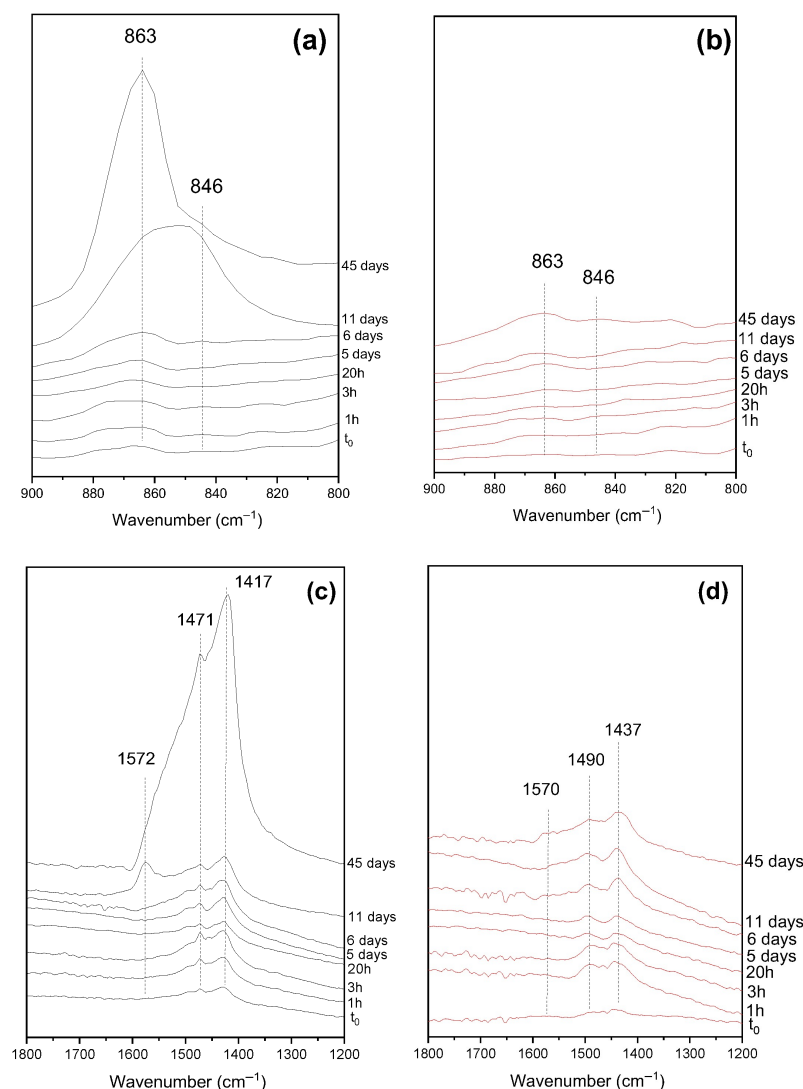 863
(a)
846
45 days
11 days
6 days
5 days
20h
3h
1h
t₀
900 880 860 840 820 800
Wavenumber (cm⁻¹)
(b)
863
846
45 days
11 days
6 days
5 days
20h
3h
1h
t₀
900 880 860 840 820 800
Wavenumber (cm⁻¹)
(c)
1417
1471
1572
45 days
11 days
6 days
5 days
20h
3h
1h
t₀
1800 1700 1600 1500 1400 1300 1200
Wavenumber (cm⁻¹)
(d)
1437
1490
1570
45 days
11 days
6 days
5 days
20h
3h
1h
t₀
1800 1700 1600 1500 1400 1300 1200
Wavenumber (cm⁻¹)